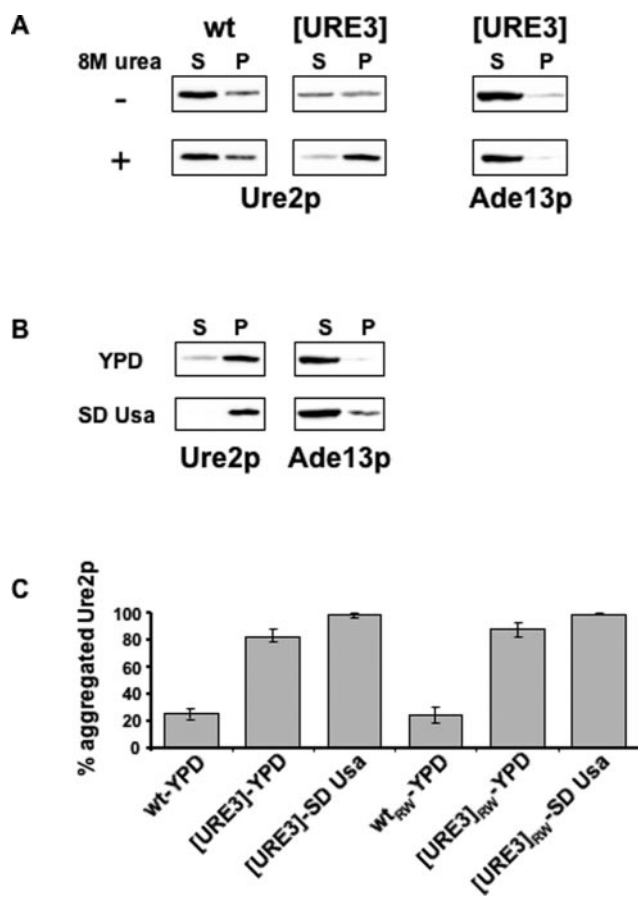 A
wt [URE3] [URE3]
8M urea S P S P S P
-
+
Ure2p Ade13p
B
S P S P
YPD
SD Usa
Ure2p Ade13p
C
% aggregated Ure2p
100
80
60
40
20
0
wt-YPD
[URE3]-YPD
[URE3]-SD Usa
wtRW-YPD
[URE3]RW-YPD
[URE3]RW-SD Usa